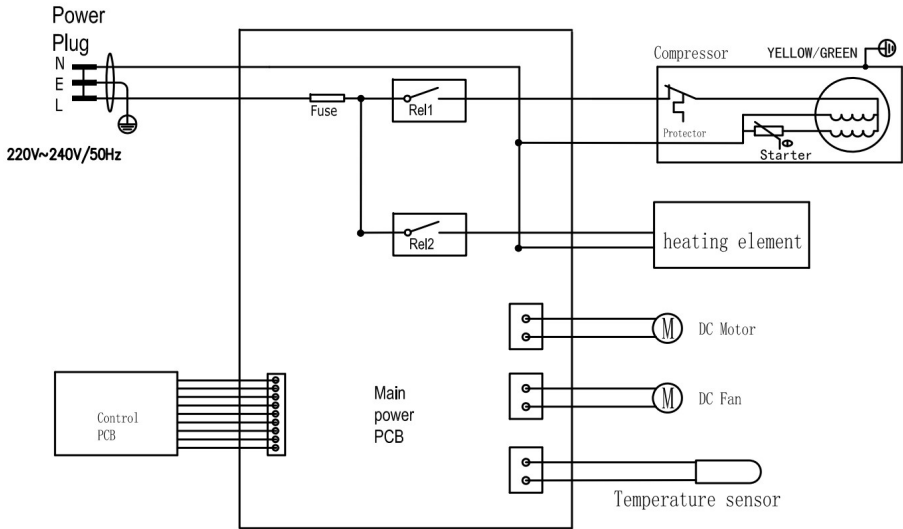 Power
Plug
N
E
L
220V~240V/50Hz
Fuse
Rel1
Rel2
Compressor
YELLOW/GREEN
Protector
Starter
heating element
DC Motor
M
DC Fan
M
Temperature sensor
Control
PCB
Main
power
PCB